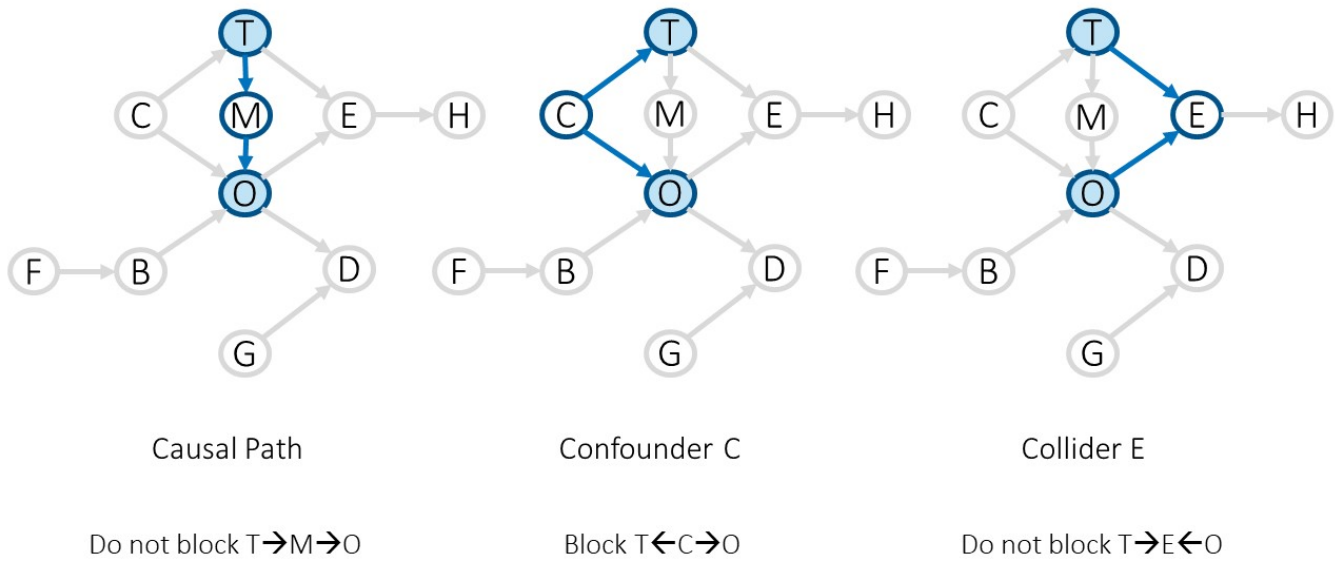 T T T
C M E H C M E H C M E H
O O O
F B D F B D F B D
G G G
Causal Path Confounder C Collider E
Do not block T→M→O Block T←C→O Do not block T→E←O